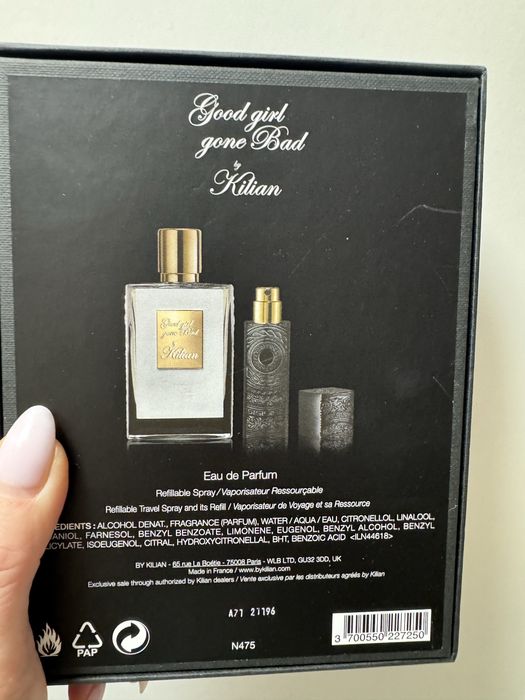 Good girl
gone Bad
by
Kilian
Good girl
gone Bad
by
Kilian
Eau de Parfum
Refillable Spray / Vaporisateur Ressourçable
Refillable Travel Spray and its Refill / Vaporisateur de Voyage et sa Ressource
EDIENTS : ALCOHOL DENAT., FRAGRANCE (PARFUM), WATER / AQUA / EAU, CITRONELLOL, LINALOOL,
ANIOL, FARNESOL, BENZYL BENZOATE, LIMONENE, EUGENOL, BENZYL ALCOHOL, BENZYL
LICYLATE, ISOEUGENOL, CITRAL, HYDROXYCITRONELLAL, BHT, BENZOIC ACID <ILN44618>
BY KILIAN - 65 rue La Boétie - 75008 Paris - WLB LTD, GU32 3DD, UK
Made in France / www.bykilian.com
Exclusive sale through authorized by Kilian dealers / Vente exclusive par les distributeurs agréés by Kilian
A71 21196
PAP
N475
3 700550 227250